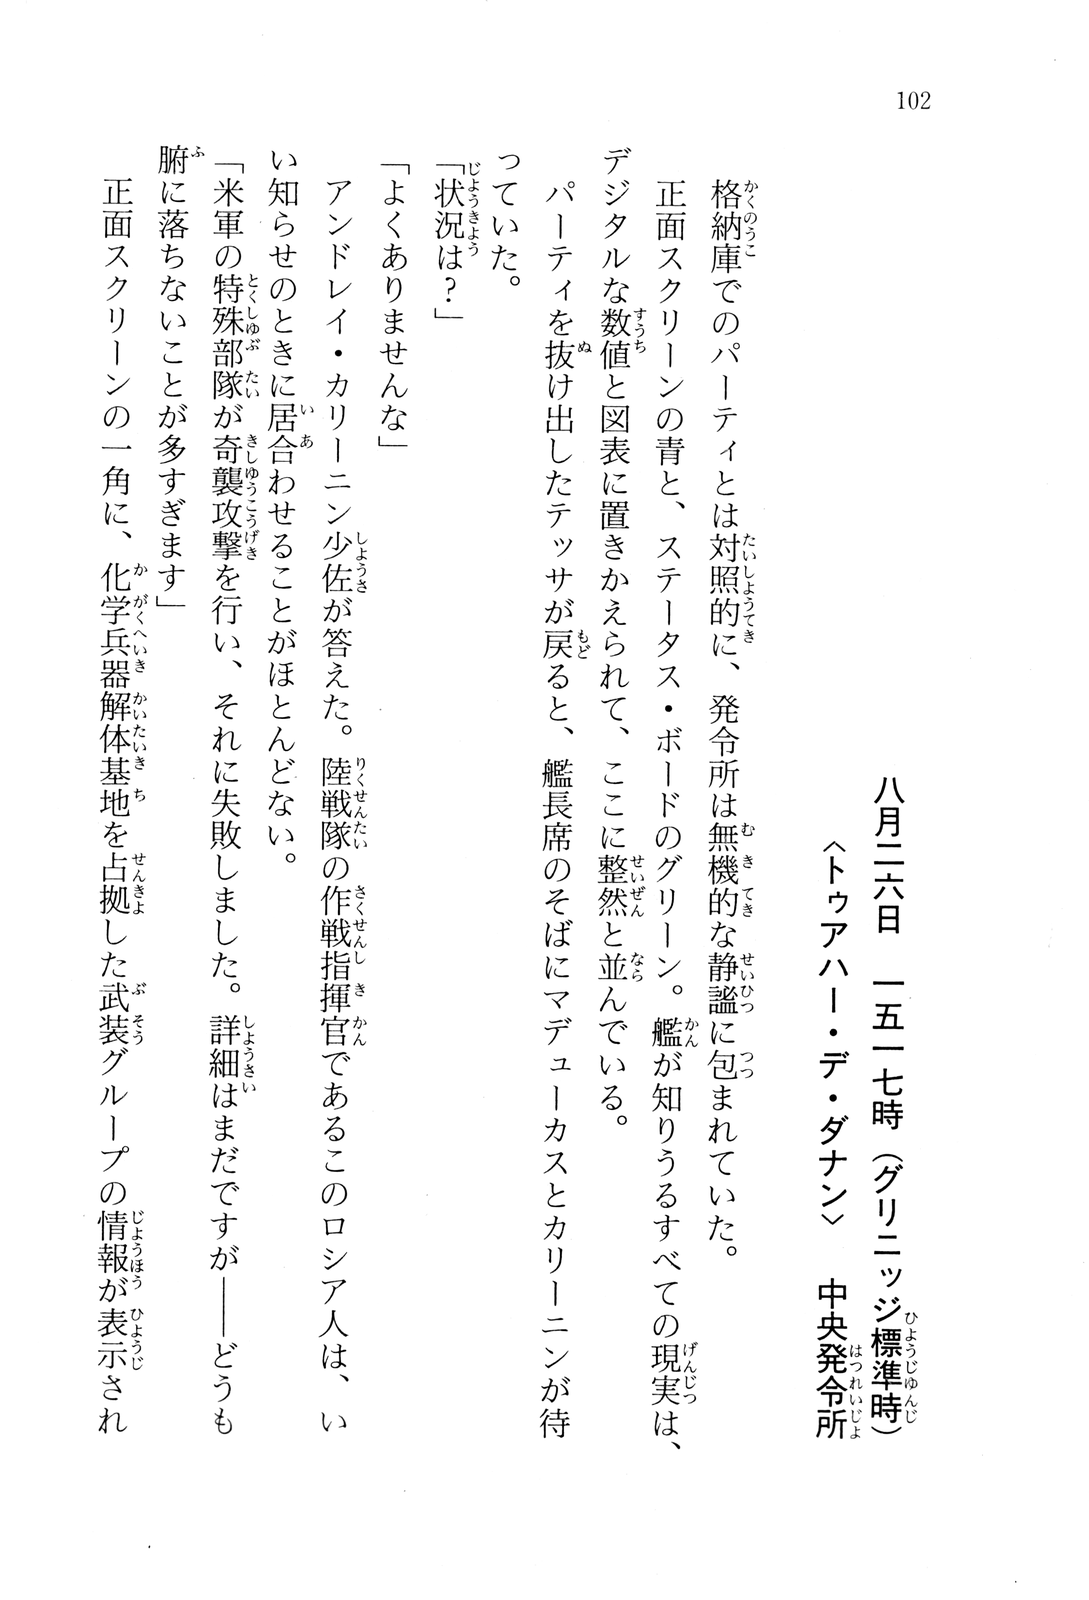 102
八月二六日　一五一七時（グリニッジ標準時）
〈トゥアハー・デ・ダナン〉　中央発令所
格納庫でのパーティとは対照的に、発令所は無機的な静謐に包まれていた。
正面スクリーンの青と、ステータス・ボードのグリーン。艦が知りうるすべての現実は、
デジタルな数値と図表に置きかえられて、ここに整然と並んでいる。
パーティを抜け出したテッサが戻ると、艦長席のそばにマデューカスとカリーニンが待
っていた。
「状況は？」
「よくありませんな」
アンドレイ・カリーニン少佐が答えた。陸戦隊の作戦指揮官であるこのロシア人は、い
い知らせのときに居合わせることがほとんどない。
「米軍の特殊部隊が奇襲攻撃を行い、それに失敗しました。詳細はまだですが――どうも
腑に落ちないことが多すぎます」
正面スクリーンの一角に、化学兵器解体基地を占拠した武装グループの情報が表示され